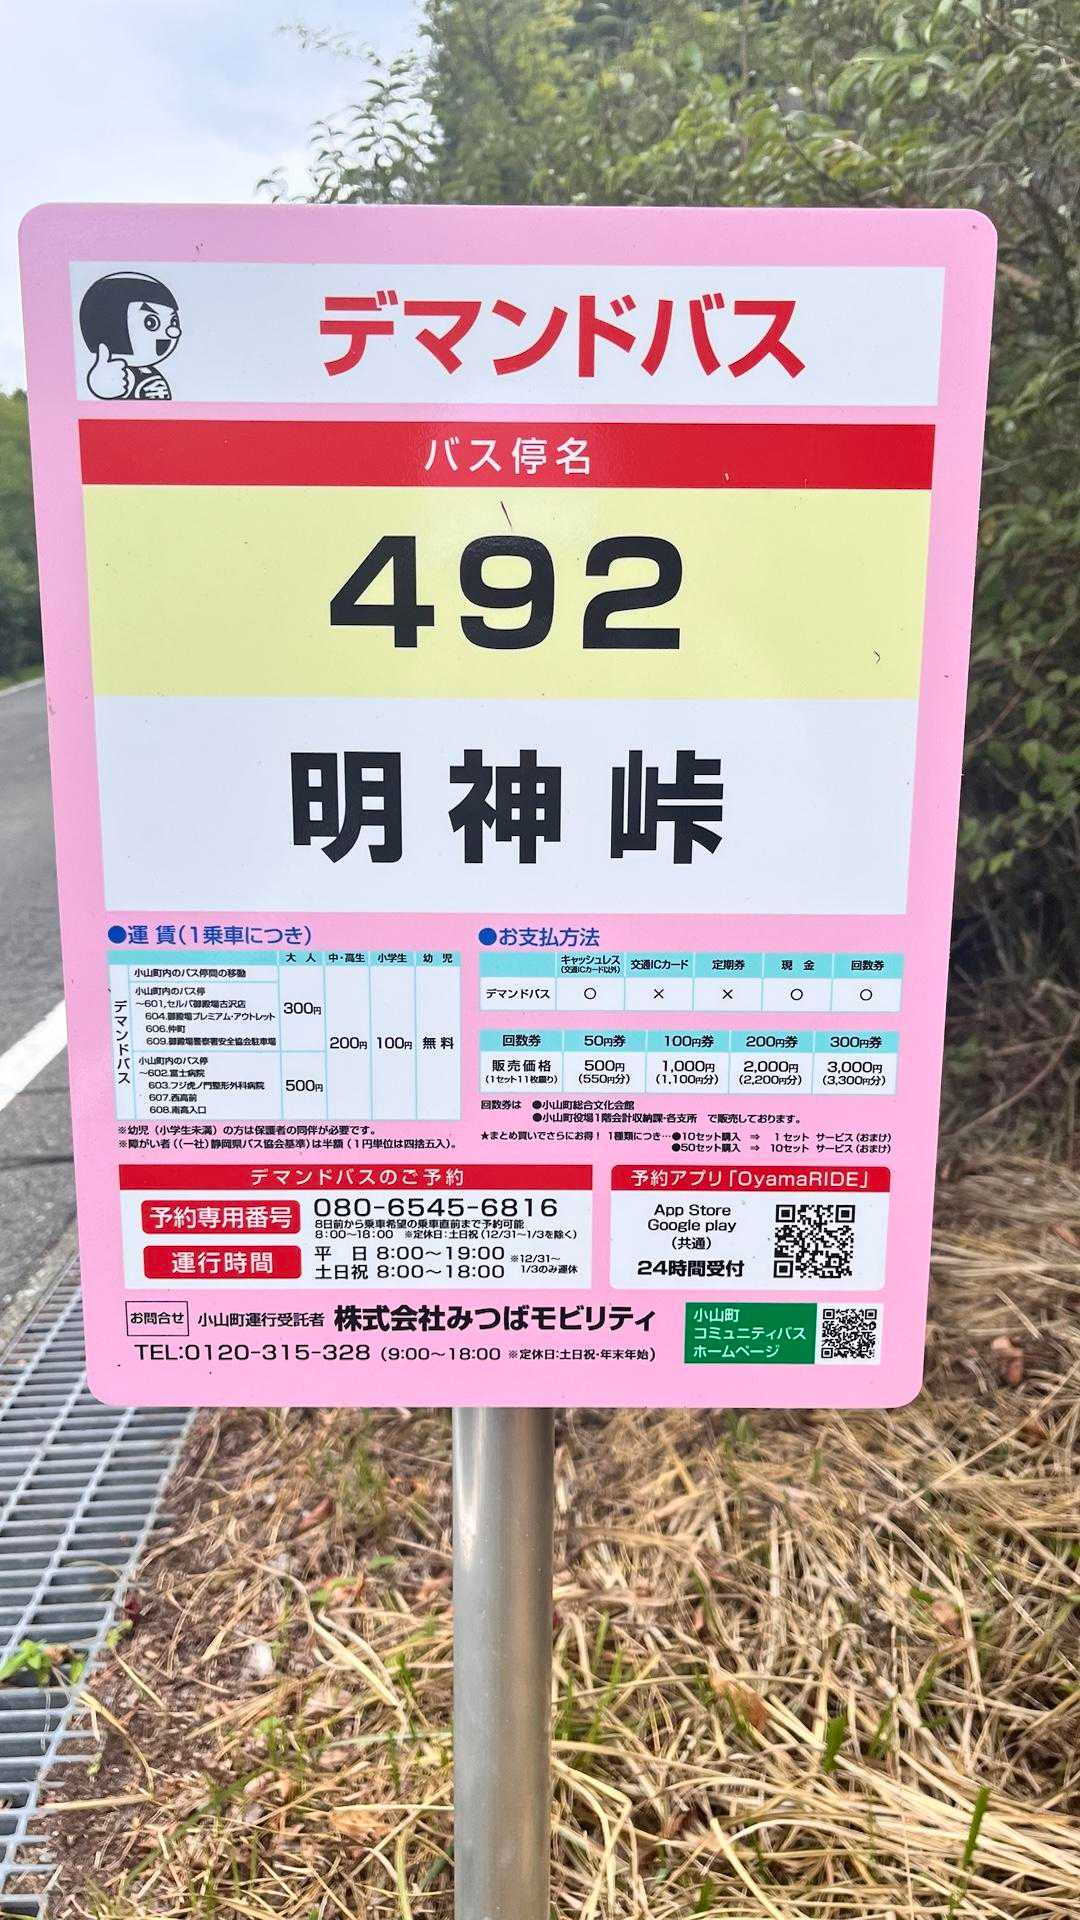 デマンドバス
バス停名
492
明神峠
●運 賃(1乗車につき)
大 人 中・高生 小学生 幼 児
デマンドバス
小山町内のバス停間の移動
小山町内のバス停
～601.セルバ御殿場古沢店
604.御殿場プレミアム・アウトレット
606.仲町
609.御殿場警察署安全協会駐車場
300円
小山町内のバス停
～602.富士病院
603.フジ虎ノ門整形外科病院
607.西高前
608.南高入口
500円
200円 100円 無 料
※幼児（小学生未満）の方は保護者の同伴が必要です。
※障がい者（（一社）静岡県バス協会基準）は半額（1円単位は四捨五入）。
●お支払方法
キャッシュレス
(交通ICカード以外)
交通ICカード 定期券 現 金 回数券
デマンドバス ○ × × ○ ○
回数券 50円券 100円券 200円券 300円券
販売価格 500円 1,000円 2,000円 3,000円
(1セット11枚綴り) (550円分) (1,100円分) (2,200円分) (3,300円分)
回数券は ●小山町総合文化会館
●小山町役場1階会計収納課・各支所 で販売しております。
★まとめ買いでさらにお得！ 1種類につき…●10セット購入 ⇒ 1セット サービス（おまけ）
●50セット購入 ⇒ 10セット サービス（おまけ）
デマンドバスのご予約
予約専用番号
080-6545-6816
8日前から乗車希望の乗車直前まで予約可能
8:00～18:00 ※定休日：土日祝（12/31～1/3を除く）
運行時間
平 日 8:00～19:00
土日祝 8:00～18:00
※12/31～
1/3のみ運休
予約アプリ「OyamaRIDE」
App Store
Google play
(共通)
24時間受付
お問合せ 小山町運行受託者 株式会社みつばモビリティ
TEL:0120-315-328 (9:00～18:00 ※定休日：土日祝・年末年始)
小山町
コミュニティバス
ホームページ